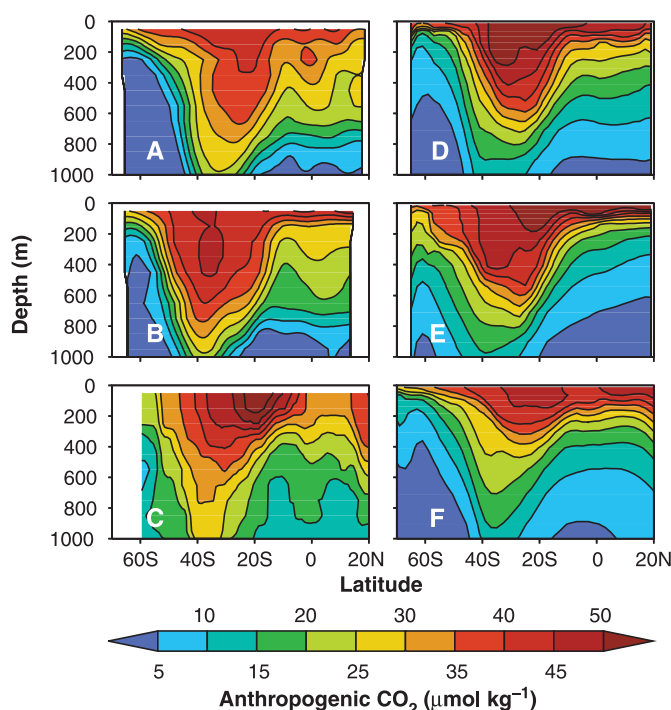 0
200
400
600
800
1000
A
D
0
200
400
600
800
1000
B
E
Depth (m)
0
200
400
600
800
1000
C
F
60S 40S 20S 0 20N 60S 40S 20S 0 20N
Latitude
10 20 30 40 50
5 15 25 35 45
Anthropogenic CO₂ (μmol kg⁻¹)